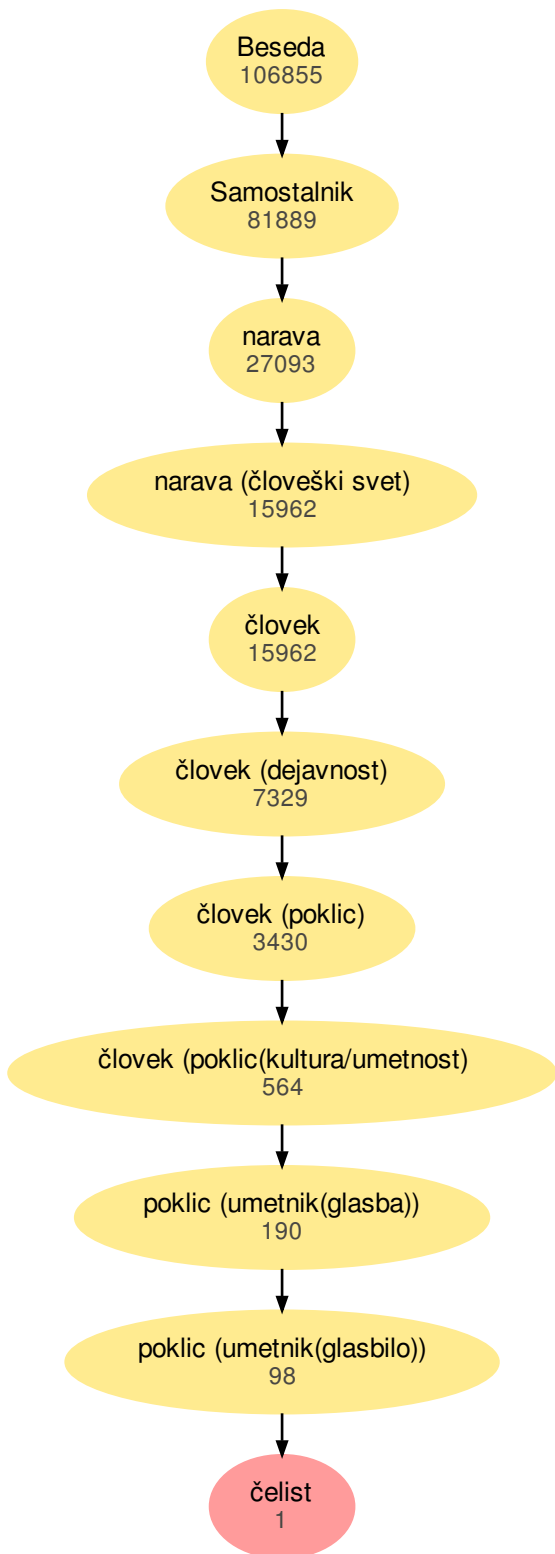 Beseda
106855
Samostalnik
81889
narava
27093
narava (človeški svet)
15962
človek
15962
človek (dejavnost)
7329
človek (poklic)
3430
človek (poklic(kultura/umetnost)
564
poklic (umetnik(glasba))
190
poklic (umetnik(glasbilo))
98
čelist
1